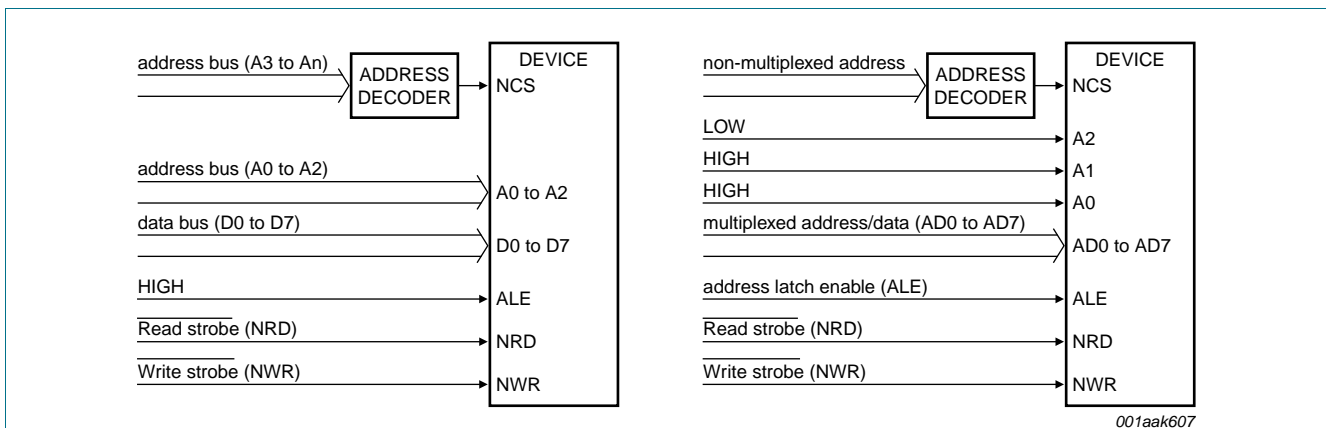 address bus (A3 to An)
ADDRESS
DECODER
DEVICE
NCS
address bus (A0 to A2)
A0 to A2
data bus (D0 to D7)
D0 to D7
HIGH
ALE
Read strobe (NRD)
NRD
Write strobe (NWR)
NWR
non-multiplexed address
ADDRESS
DECODER
DEVICE
NCS
LOW
A2
HIGH
A1
HIGH
A0
multiplexed address/data (AD0 to AD7)
AD0 to AD7
address latch enable (ALE)
ALE
Read strobe (NRD)
NRD
Write strobe (NWR)
NWR
001aak607